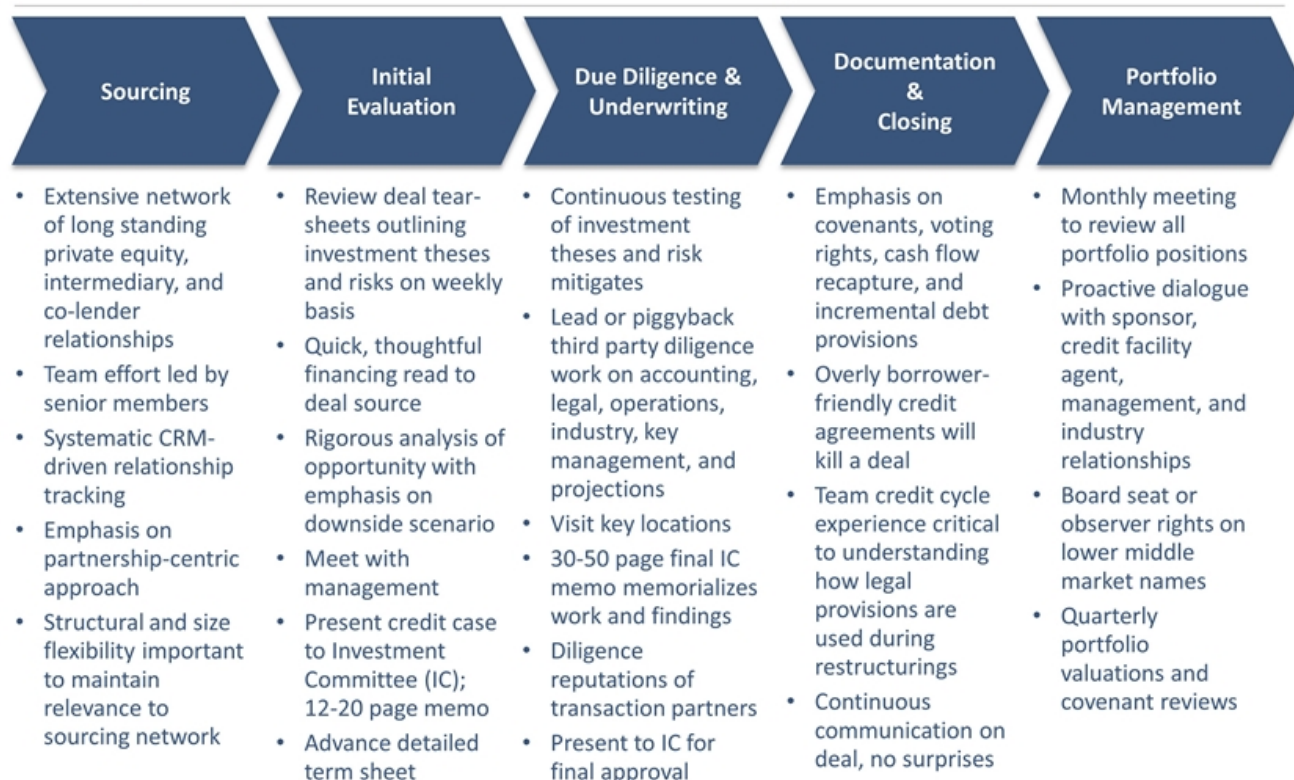 Sourcing
Initial
Evaluation
Due Diligence &
Underwriting
Documentation
&
Closing
Portfolio
Management
• Extensive network
of long standing
private equity,
intermediary, and
co-lender
relationships
• Team effort led by
senior members
• Systematic CRM-
driven relationship
tracking
• Emphasis on
partnership-centric
approach
• Structural and size
flexibility important
to maintain
relevance to
sourcing network
• Review deal tear-
sheets outlining
investment theses
and risks on weekly
basis
• Quick, thoughtful
financing read to
deal source
• Rigorous analysis of
opportunity with
emphasis on
downside scenario
• Meet with
management
• Present credit case
to Investment
Committee (IC);
12-20 page memo
• Advance detailed
term sheet
• Continuous testing
of investment
theses and risk
mitigates
• Lead or piggyback
third party diligence
work on accounting,
legal, operations,
industry, key
management, and
projections
• Visit key locations
• 30-50 page final IC
memo memorializes
work and findings
• Diligence
reputations of
transaction partners
• Present to IC for
final approval
• Emphasis on
covenants, voting
rights, cash flow
recapture, and
incremental debt
provisions
• Overly borrower-
friendly credit
agreements will
kill a deal
• Team credit cycle
experience critical
to understanding
how legal
provisions are
used during
restructurings
• Continuous
communication on
deal, no surprises
• Monthly meeting
to review all
portfolio positions
• Proactive dialogue
with sponsor,
credit facility
agent,
management, and
industry
relationships
• Board seat or
observer rights on
lower middle
market names
• Quarterly
portfolio
valuations and
covenant reviews